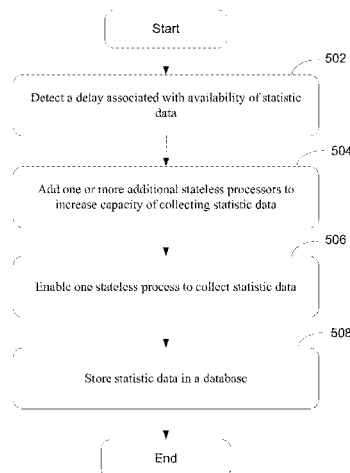 Start
502
Detect a delay associated with availability of statistic
data
504
Add one or more additional stateless processors to
increase capacity of collecting statistic data
506
Enable one stateless process to collect statistic data
508
Store statistic data in a database
End